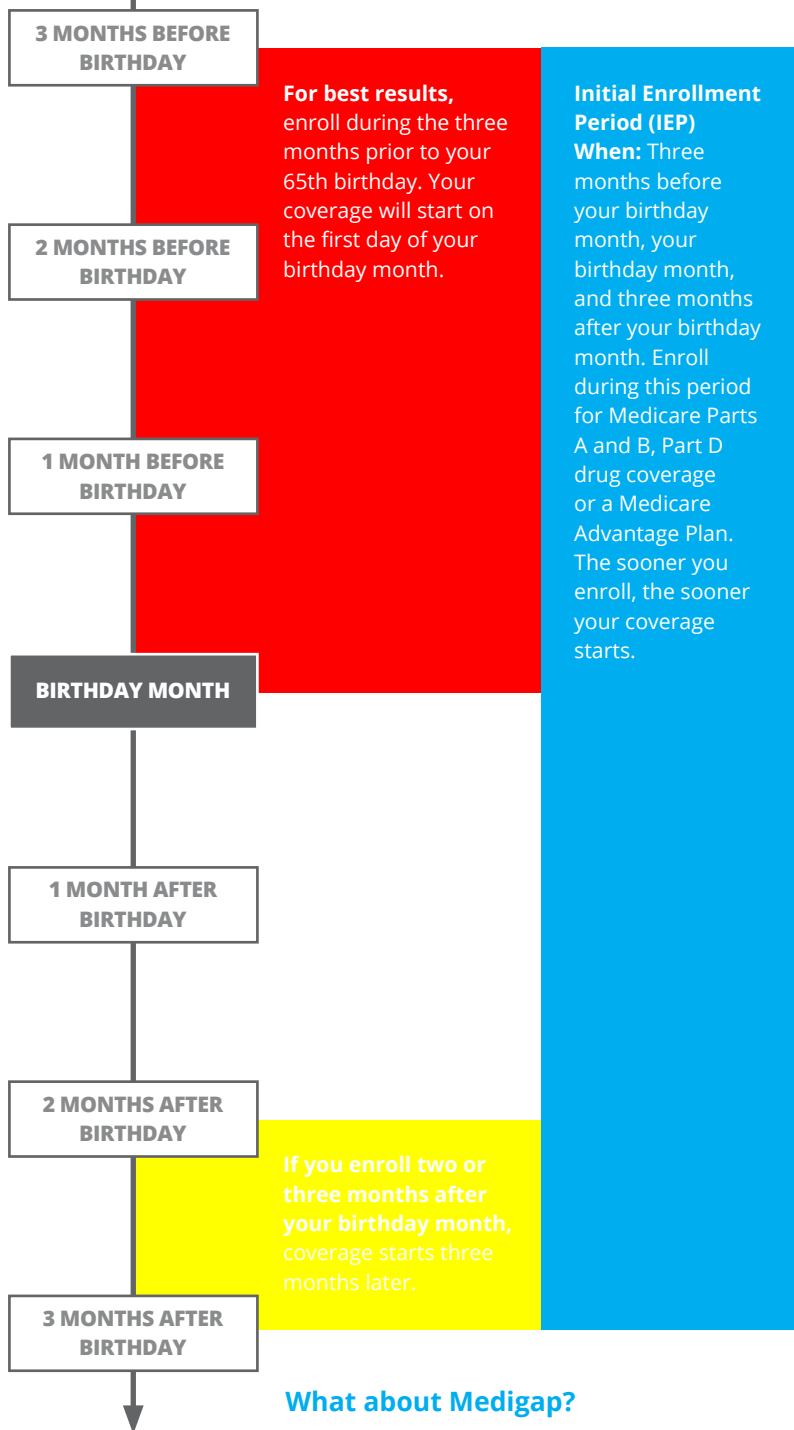 3 MONTHS BEFORE
BIRTHDAY
For best results,
enroll during the three
months prior to your
65th birthday. Your
coverage will start on
the first day of your
birthday month.
Initial Enrollment
Period (IEP)
When: Three
months before
your birthday
month, your
birthday month,
and three months
after your birthday
month. Enroll
during this period
for Medicare Parts
A and B, Part D
drug coverage
or a Medicare
Advantage Plan.
The sooner you
enroll, the sooner
your coverage
starts.
2 MONTHS BEFORE
BIRTHDAY
1 MONTH BEFORE
BIRTHDAY
BIRTHDAY MONTH
1 MONTH AFTER
BIRTHDAY
2 MONTHS AFTER
BIRTHDAY
If you enroll two or
three months after
your birthday month,
coverage starts three
months later.
3 MONTHS AFTER
BIRTHDAY
What about Medigap?